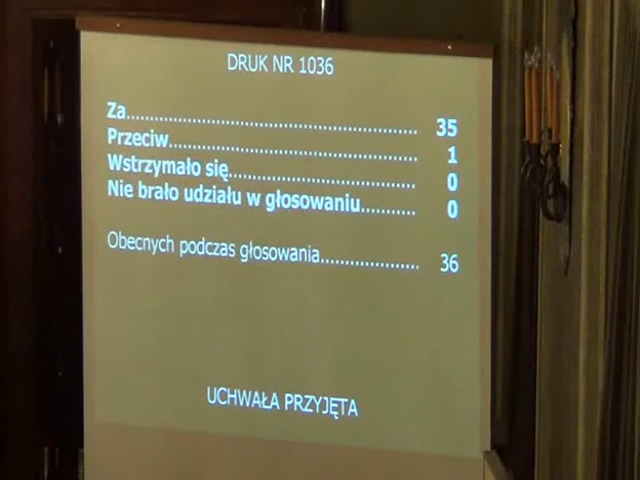 DRUK NR 1036
Za.......................................................... 35
Przeciw.................................................. 1
Wstrzymało się...................................... 0
Nie brało udziału w głosowaniu........... 0
Obecnych podczas głosowania................... 36
UCHWAŁA PRZYJĘTA